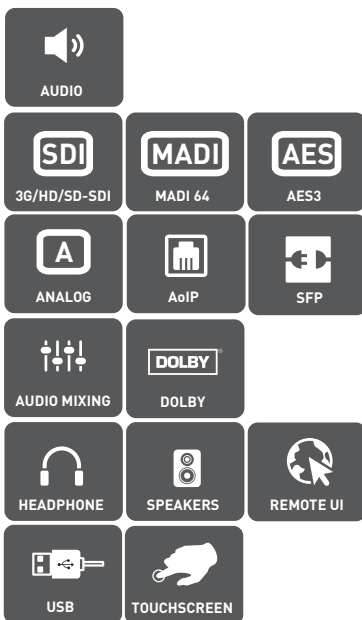 AUDIO
SDI MADI AES
3G/HD/SD-SDI MADI 64 AES3
A
ANALOG AoIP SFP
DOLBY®
AUDIO MIXING DOLBY
HEADPHONE SPEAKERS REMOTE UI
USB TOUCHSCREEN